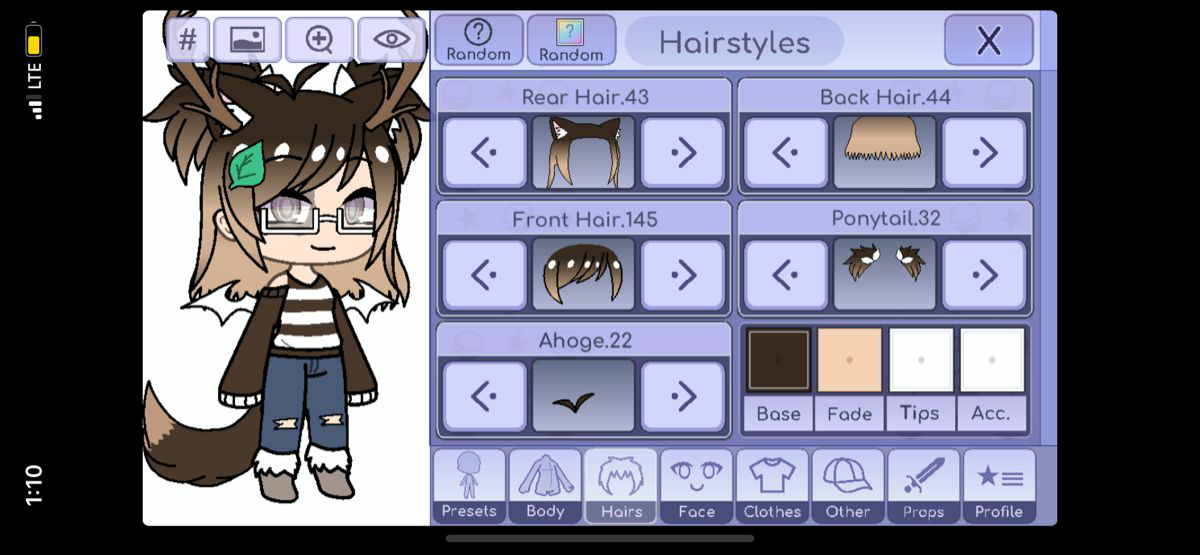 LTE
1:10
#
Random
Random
Hairstyles
X
Rear Hair.43
Back Hair.44
Front Hair.145
Ponytail.32
Ahoge.22
Base
Fade
Tips
Acc.
Presets
Body
Hairs
Face
Clothes
Other
Props
Profile